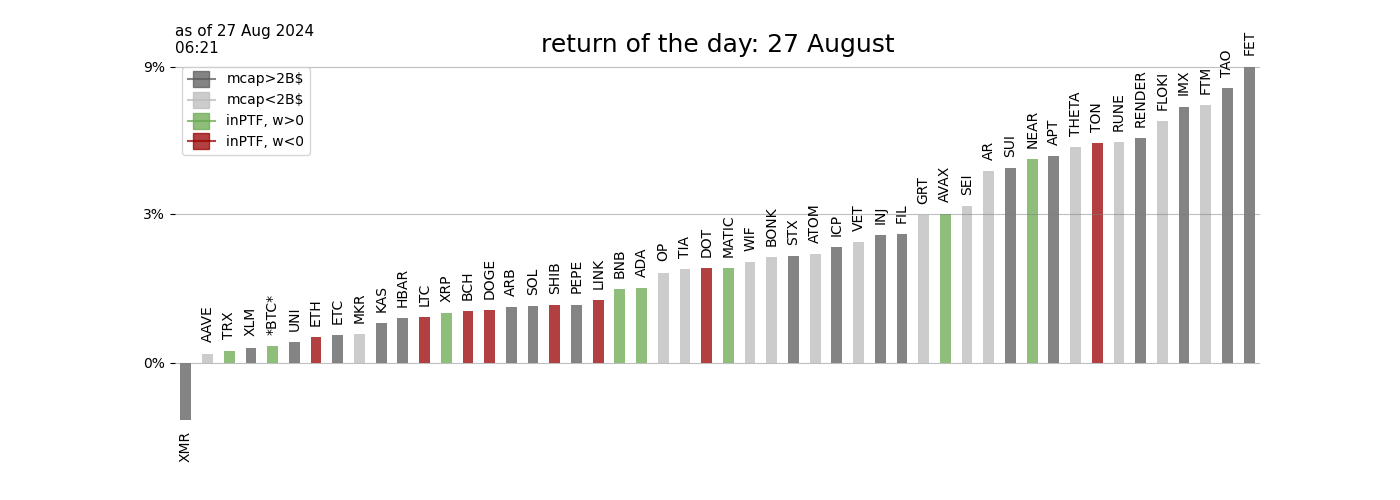 as of 27 Aug 2024
06:21
return of the day: 27 August
9%
3%
0%
mcap>2B$
mcap<2B$
inPTF, w>0
inPTF, w<0
XMR
AAVE
TRX
XLM
*BTC*
UNI
ETH
ETC
MKR
KAS
HBAR
LTC
XRP
BCH
DOGE
ARB
SOL
SHIB
PEPE
LINK
BNB
ADA
OP
TIA
DOT
MATIC
WIF
BONK
STX
ATOM
ICP
VET
INJ
FIL
GRT
AVAX
SEI
AR
SUI
NEAR
APT
THETA
TON
RUNE
RENDER
FLOKI
IMX
FTM
TAO
FET